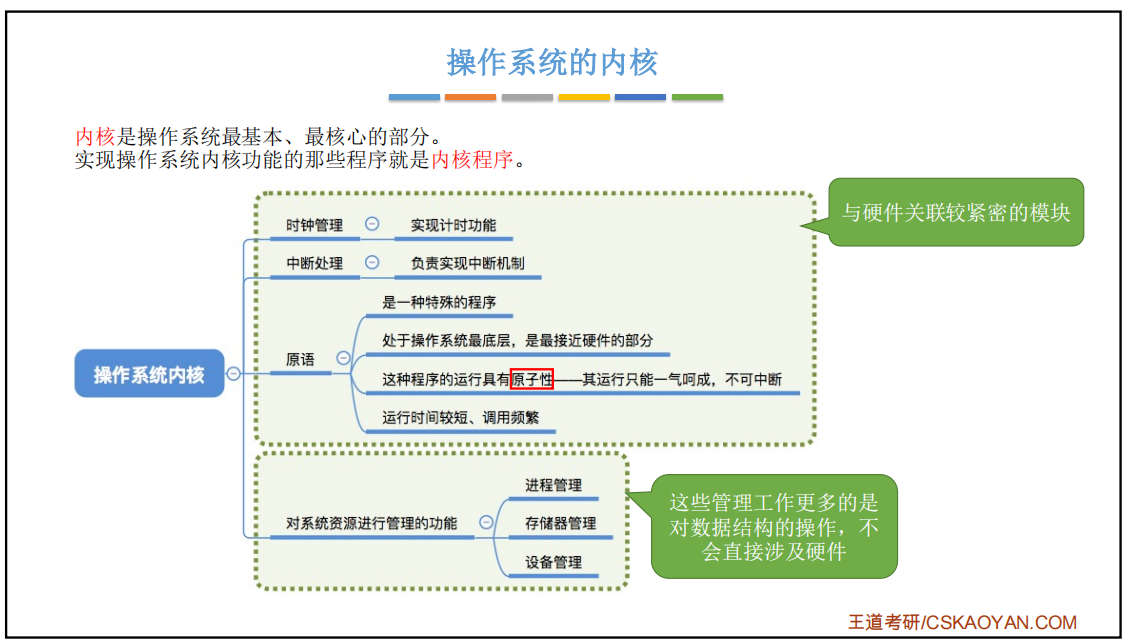 操作系统的内核
内核是操作系统最基本、最核心的部分。
实现操作系统内核功能的那些程序就是内核程序。
与硬件关联较紧密的模块
时钟管理
实现计时功能
中断处理
负责实现中断机制
是一种特殊的程序
处于操作系统最底层，是最接近硬件的部分
原语
这种程序的运行具有原子性——其运行只能一气呵成，不可中断
运行时间较短、调用频繁
操作系统内核
对系统资源进行管理的功能
进程管理
存储器管理
设备管理
这些管理工作更多的是
对数据结构的操作，不
会直接涉及硬件
王道考研/CSKAOYAN.COM